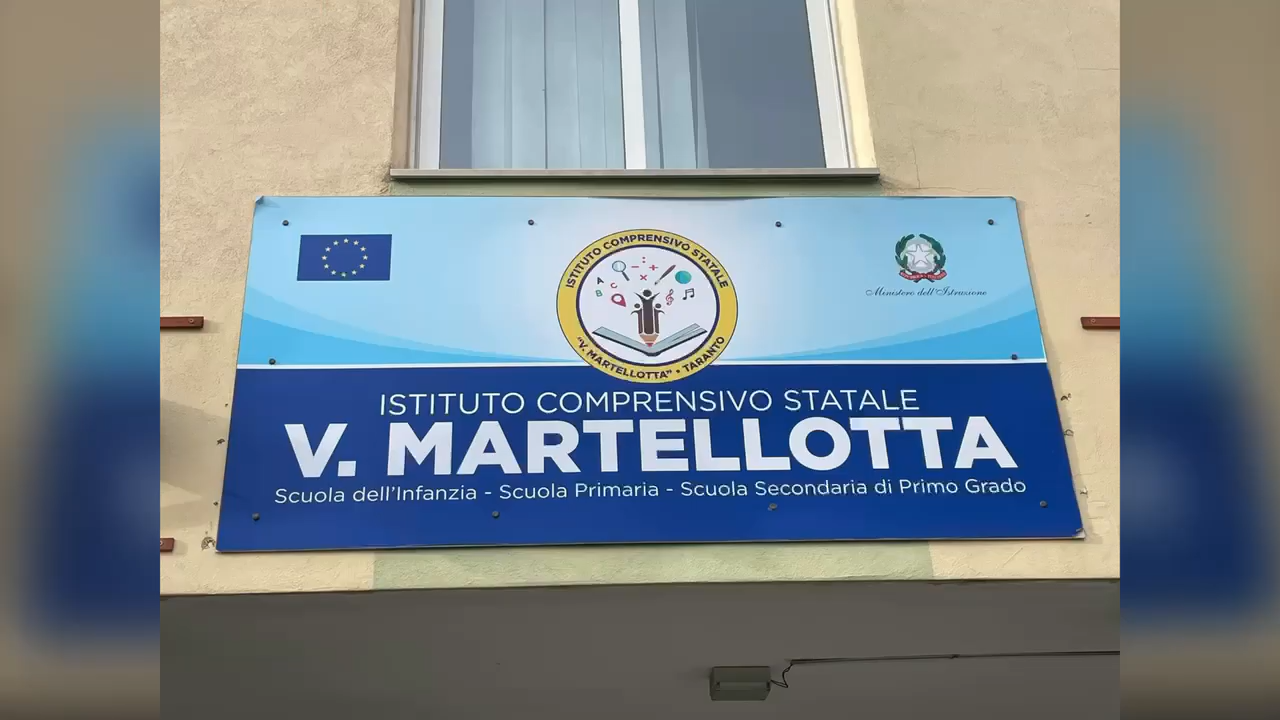 ISTITUTO COMPRENSIVO STATALE
A
B
C
"V. MARTELLOTTA" • TARANTO
Ministero dell'Istruzione
ISTITUTO COMPRENSIVO STATALE
V. MARTELLOTTA
Scuola dell'Infanzia - Scuola Primaria - Scuola Secondaria di Primo Grado